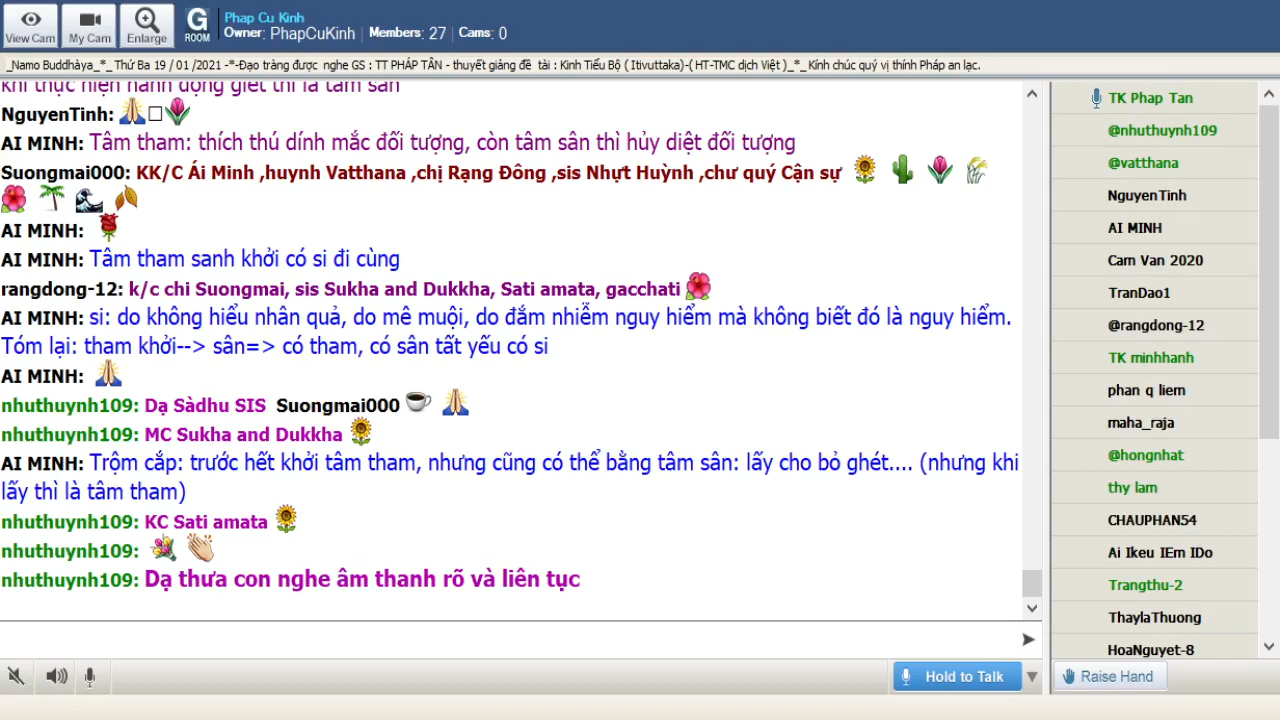 View Cam
My Cam
Enlarge
G
ROOM
Phap Cu Kinh
Owner: PhapCuKinh
Members: 27
Cams: 0
_Namo Buddhàya_*_ Thứ Ba 19 / 01 /2021 -*-Đạo tràng được nghe GS : TT PHÁP TÂN - thuyết giảng đề tài : Kinh Tiểu Bộ ( Itivuttaka)-( HT-TMC dịch Việt )_*_Kính chúc quý vị thính Pháp an lạc.
khi thực hiện hành động giết thì là tâm sân
NguyenTinh: 🙏🏻□🌷
AI MINH: Tâm tham: thích thú dính mắc đối tượng, còn tâm sân thì hủy diệt đối tượng
Suongmai000: KK/C Ái Minh ,huynh Vatthana ,chị Rạng Đông ,sis Nhựt Huỳnh ,chư quý Cận sự 🌻 🌵 🌷 🌾
🌺 🌴 🌊 🍂
AI MINH: 🌹
AI MINH: Tâm tham sanh khởi có si đi cùng
rangdong-12: k/c chi Suongmai, sis Sukha and Dukkha, Sati amata, gacchati 🌺
AI MINH: si: do không hiểu nhân quả, do mê muội, do đắm nhiễm nguy hiểm mà không biết đó là nguy hiểm.
Tóm lại: tham khởi--> sân=> có tham, có sân tất yếu có si
AI MINH: 🙏🏻
nhuthuynh109: Dạ Sàdhu SIS Suongmai000 ☕ 🙏🏻
nhuthuynh109: MC Sukha and Dukkha 🌻
AI MINH: Trộm cắp: trước hết khởi tâm tham, nhưng cũng có thể bằng tâm sân: lấy cho bỏ ghét.... (nhưng khi
lấy thì là tâm tham)
nhuthuynh109: KC Sati amata 🌻
nhuthuynh109: 💐 👏🏻
nhuthuynh109: Dạ thưa con nghe âm thanh rõ và liên tục
Hold to Talk
TK Phap Tan
@nhuthuynh109
@vatthana
NguyenTinh
AI MINH
Cam Van 2020
TranDao1
@rangdong-12
TK minhhanh
phan q liem
maha_raja
@hongnhat
thy lam
CHAUPHAN54
Ai Ikeu IEm IDo
Trangthu-2
ThaylaThuong
HoaNguyet-8
Raise Hand